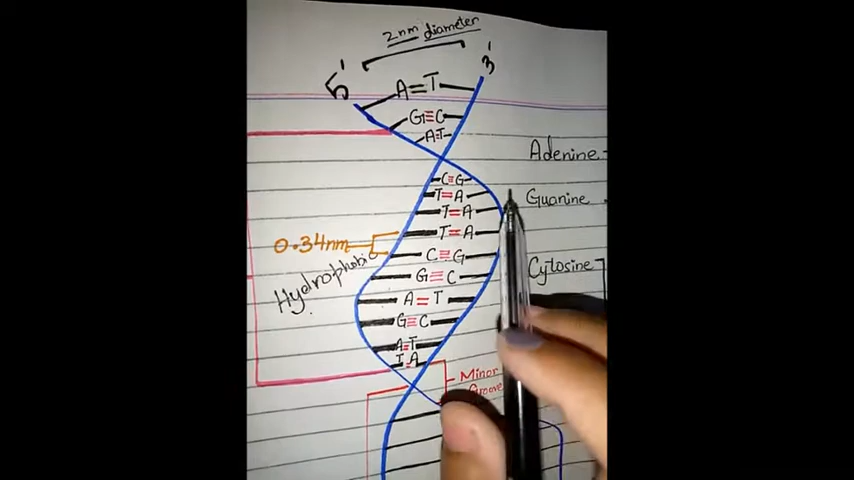 2nm diameter
5' 3'
A=T
G≡C
A=T
C≡G
T=A
T=A
T=A
C≡G
G≡C
A=T
G≡C
A=T
T=A
Adenine
Guanine
Cytosine
0.34nm
Hydrophobic
Minor
Groove